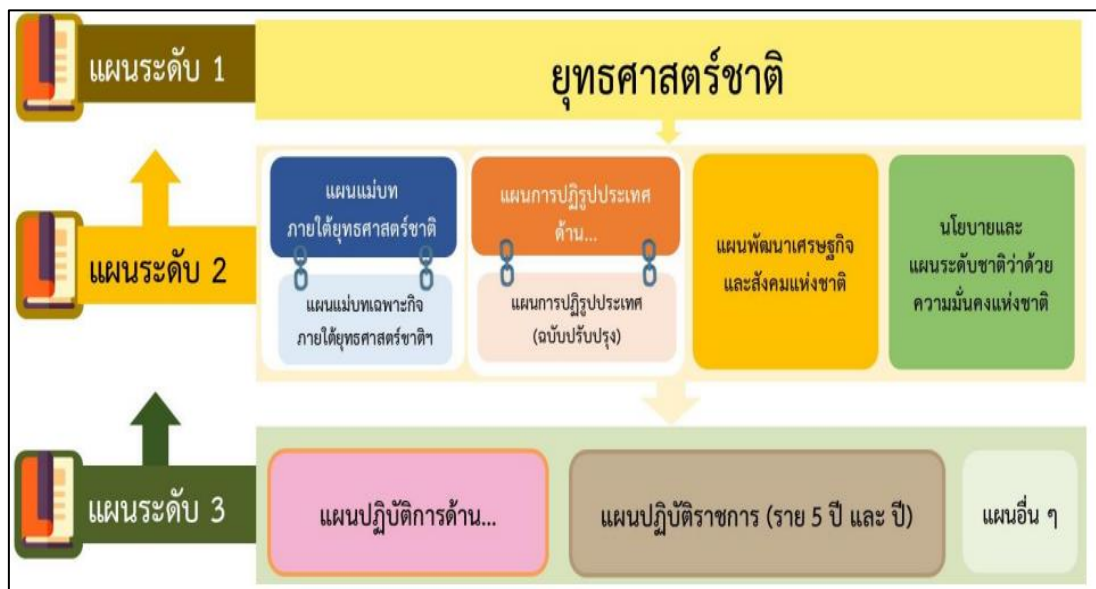 แผนระดับ 1
ยุทธศาสตร์ชาติ
แผนระดับ 2
แผนแม่บท
ภายใต้ยุทธศาสตร์ชาติ
แผนแม่บทเฉพาะกิจ
ภายใต้ยุทธศาสตร์ชาติฯ
แผนการปฏิรูปประเทศ
ด้าน...
แผนการปฏิรูปประเทศ
(ฉบับปรับปรุง)
แผนพัฒนาเศรษฐกิจ
และสังคมแห่งชาติ
นโยบายและ
แผนระดับชาติว่าด้วย
ความมั่นคงแห่งชาติ
แผนระดับ 3
แผนปฏิบัติการด้าน...
แผนปฏิบัติราชการ (ราย 5 ปี และ ปี)
แผนอื่น ๆ